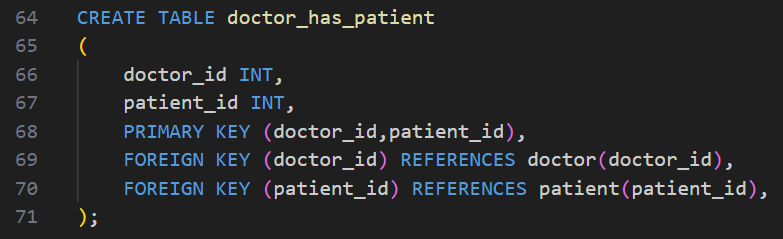 64 CREATE TABLE doctor_has_patient
65 (
66 doctor_id INT,
67 patient_id INT,
68 PRIMARY KEY (doctor_id,patient_id),
69 FOREIGN KEY (doctor_id) REFERENCES doctor(doctor_id),
70 FOREIGN KEY (patient_id) REFERENCES patient(patient_id),
71 );